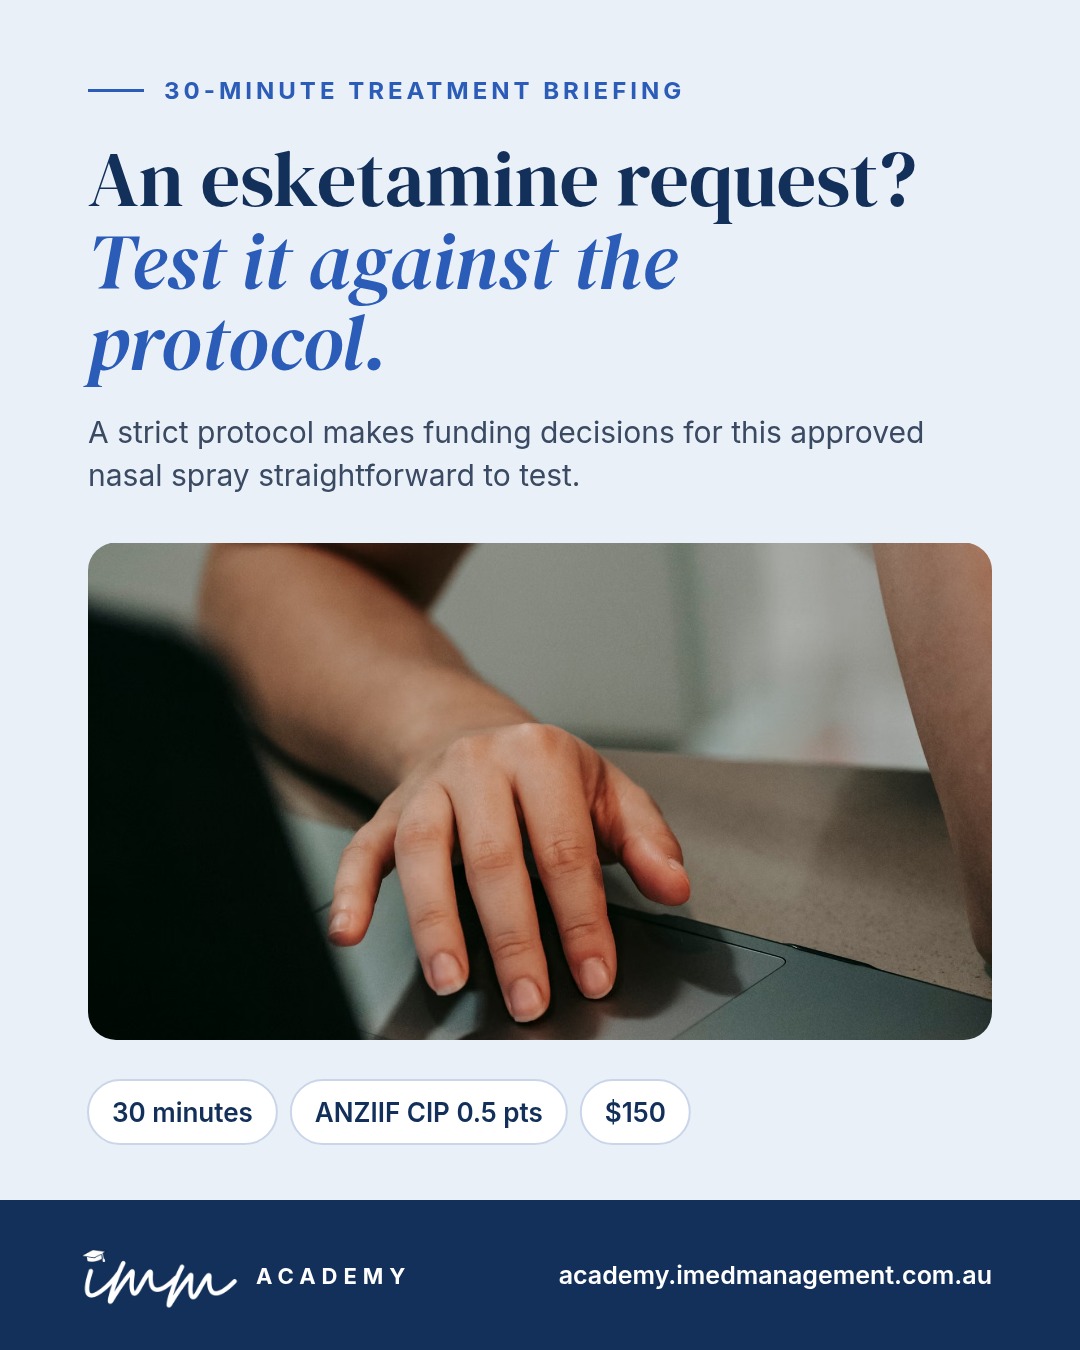 30-MINUTE TREATMENT BRIEFING
An esketamine request?
Test it against the
protocol.
A strict protocol makes funding decisions for this approved
nasal spray straightforward to test.
30 minutes
ANZIIF CIP 0.5 pts
$150
imm ACADEMY
academy.imedmanagement.com.au